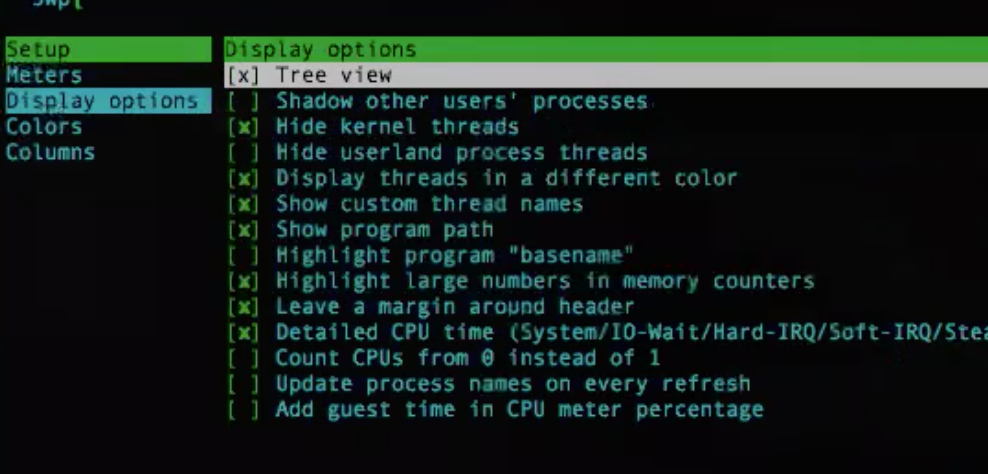 Swp[
Setup
Display options
Meters
[x] Tree view
Display options
[ ] Shadow other users' processes
Colors
[x] Hide kernel threads
Columns
[ ] Hide userland process threads
[x] Display threads in a different color
[x] Show custom thread names
[x] Show program path
[ ] Highlight program "basename"
[x] Highlight large numbers in memory counters
[x] Leave a margin around header
[x] Detailed CPU time (System/IO-Wait/Hard-IRQ/Soft-IRQ/Stea
[ ] Count CPUs from 0 instead of 1
[ ] Update process names on every refresh
[ ] Add guest time in CPU meter percentage